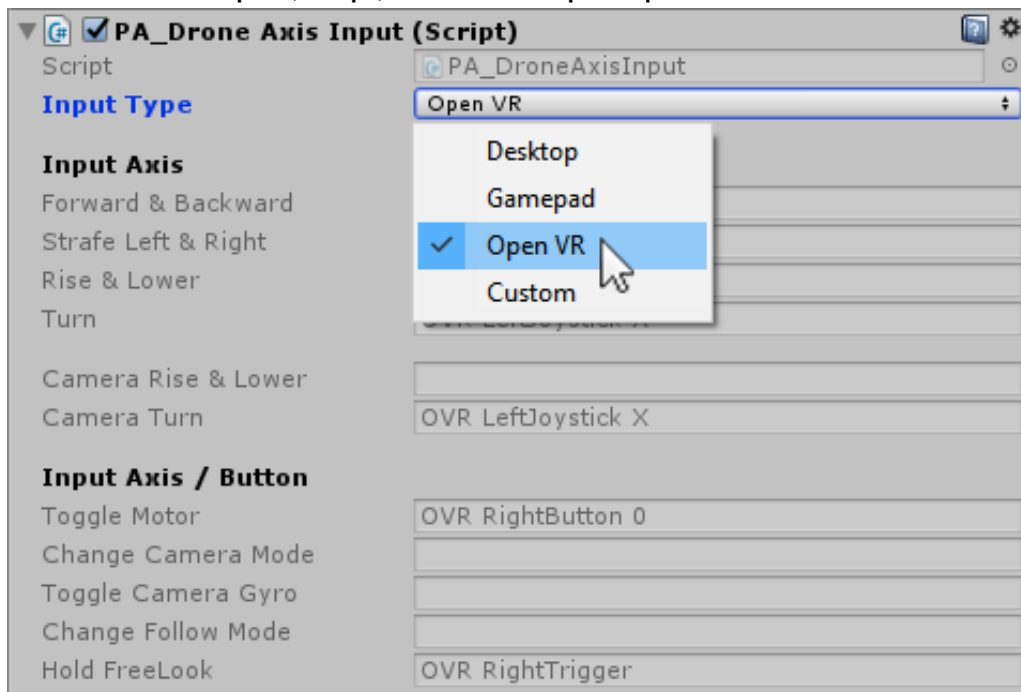 PA_Drone Axis Input (Script)
Script PA_DroneAxisInput
Input Type Open VR
Desktop
Input Axis
Gamepad
Forward & Backward
Strafe Left & Right
Open VR
Rise & Lower
Custom
Turn
Camera Rise & Lower
Camera Turn OVR LeftJoystick X
Input Axis / Button
Toggle Motor OVR RightButton 0
Change Camera Mode
Toggle Camera Gyro
Change Follow Mode
Hold FreeLook OVR RightTrigger